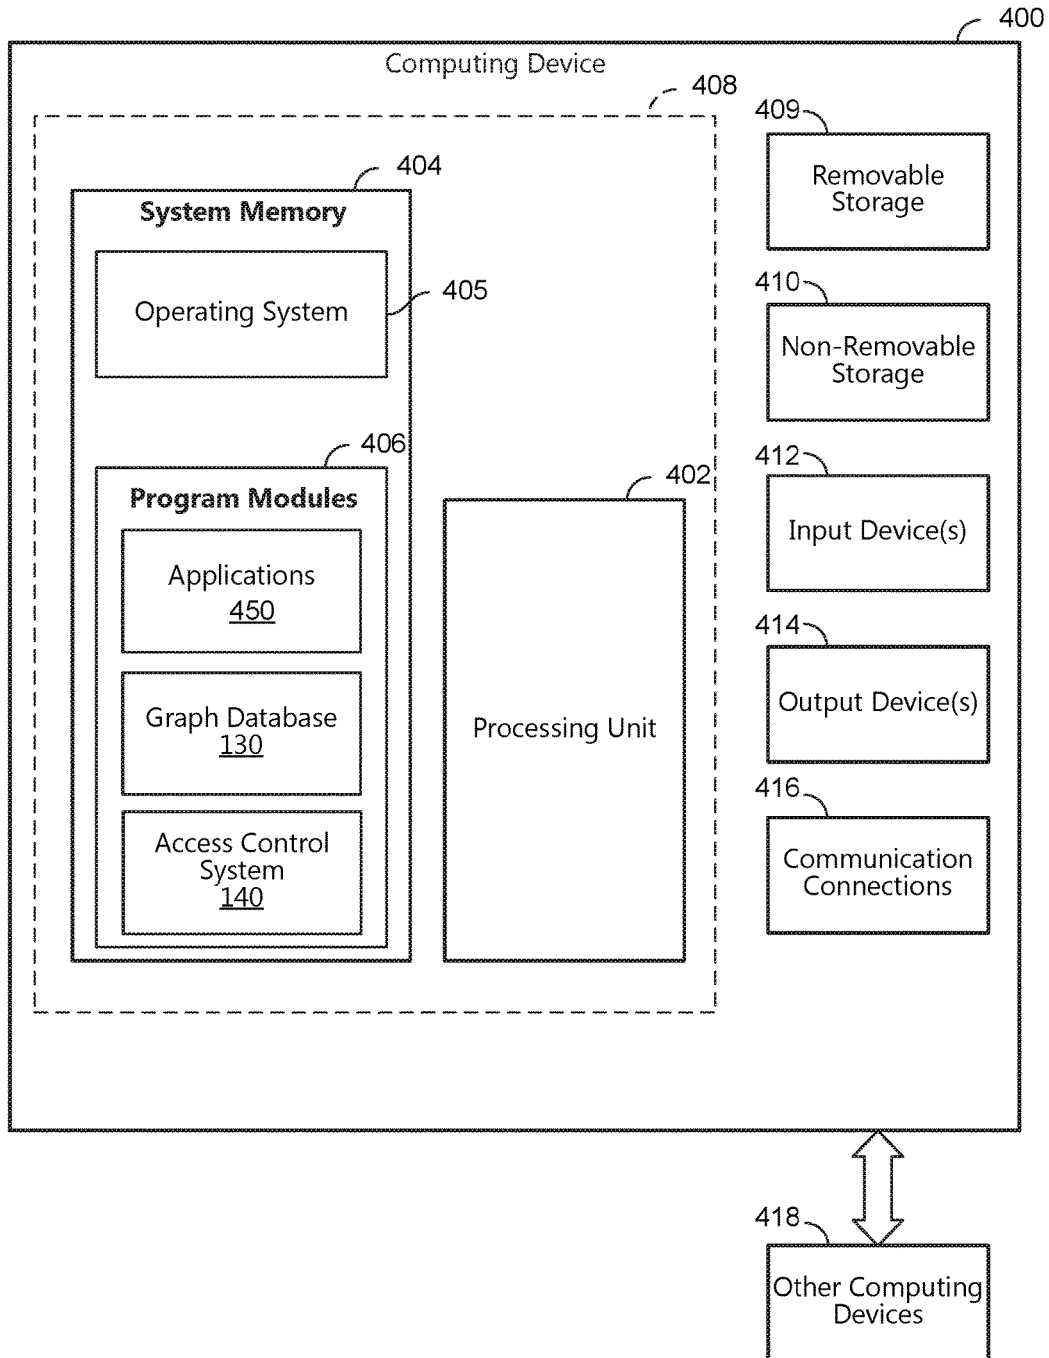 400
Computing Device
408
404
System Memory
Operating System
405
406
Program Modules
Applications
450
Graph Database
130
Access Control
System
140
402
Processing Unit
409
Removable
Storage
410
Non-Removable
Storage
412
Input Device(s)
414
Output Device(s)
416
Communication
Connections
418
Other Computing
Devices